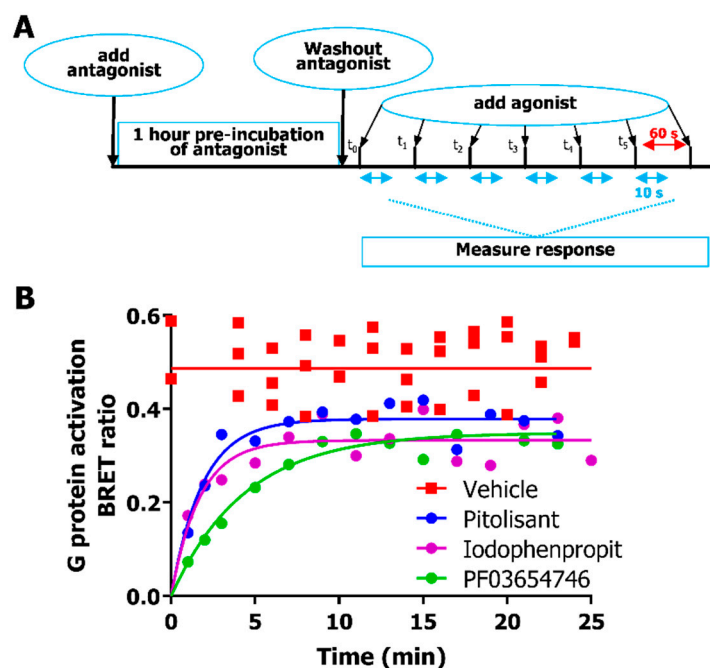 A
add
antagonist
Washout
antagonist
1 hour pre-incubation
of antagonist
add agonist
60 s
t0 t1 t2 t3 t4 t5
10 s
Measure response
B
G protein activation
BRET ratio
0.6
0.4
0.2
0.0
Vehicle
Pitolisant
Iodophenpropit
PF03654746
0 5 10 15 20 25
Time (min)